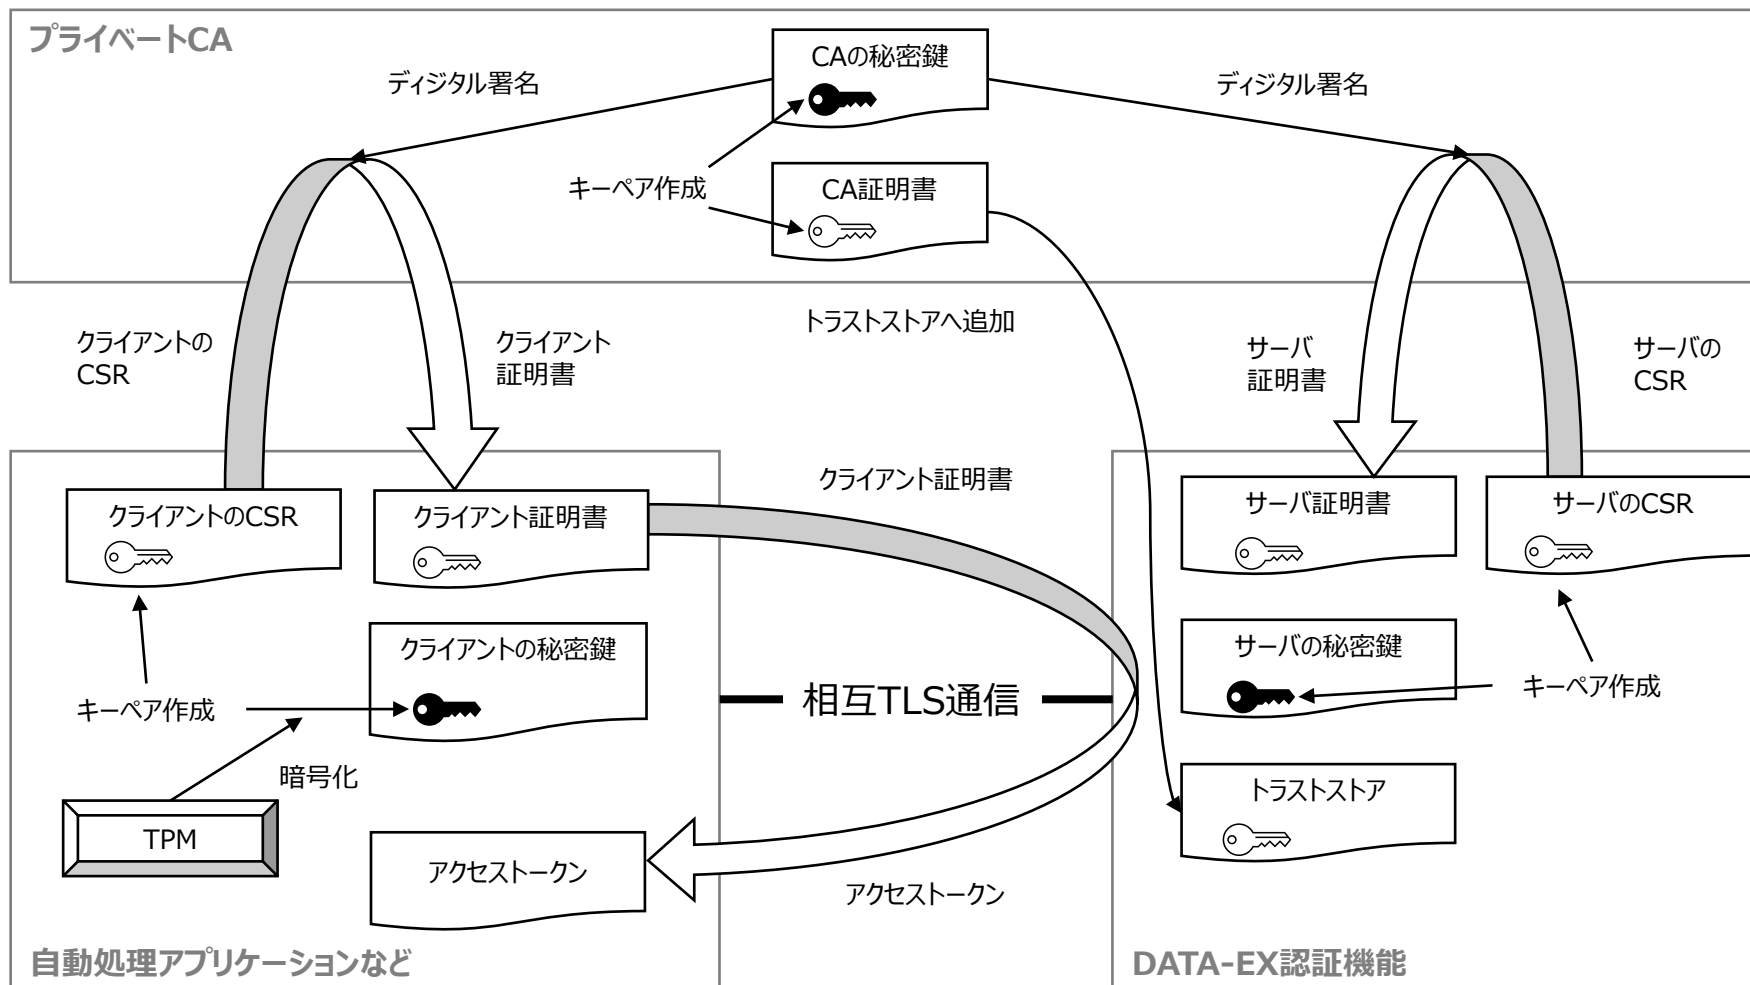 プライベートCA
CAの秘密鍵
ディジタル署名
ディジタル署名
キーペア作成
CA証明書
トラストストアへ追加
クライアントの
CSR
クライアント
証明書
サーバ
証明書
サーバの
CSR
クライアント証明書
クライアントのCSR
クライアント証明書
サーバ証明書
サーバのCSR
クライアントの秘密鍵
サーバの秘密鍵
キーペア作成
相互TLS通信
キーペア作成
暗号化
トラストストア
TPM
アクセストークン
アクセストークン
自動処理アプリケーションなど
DATA-EX認証機能